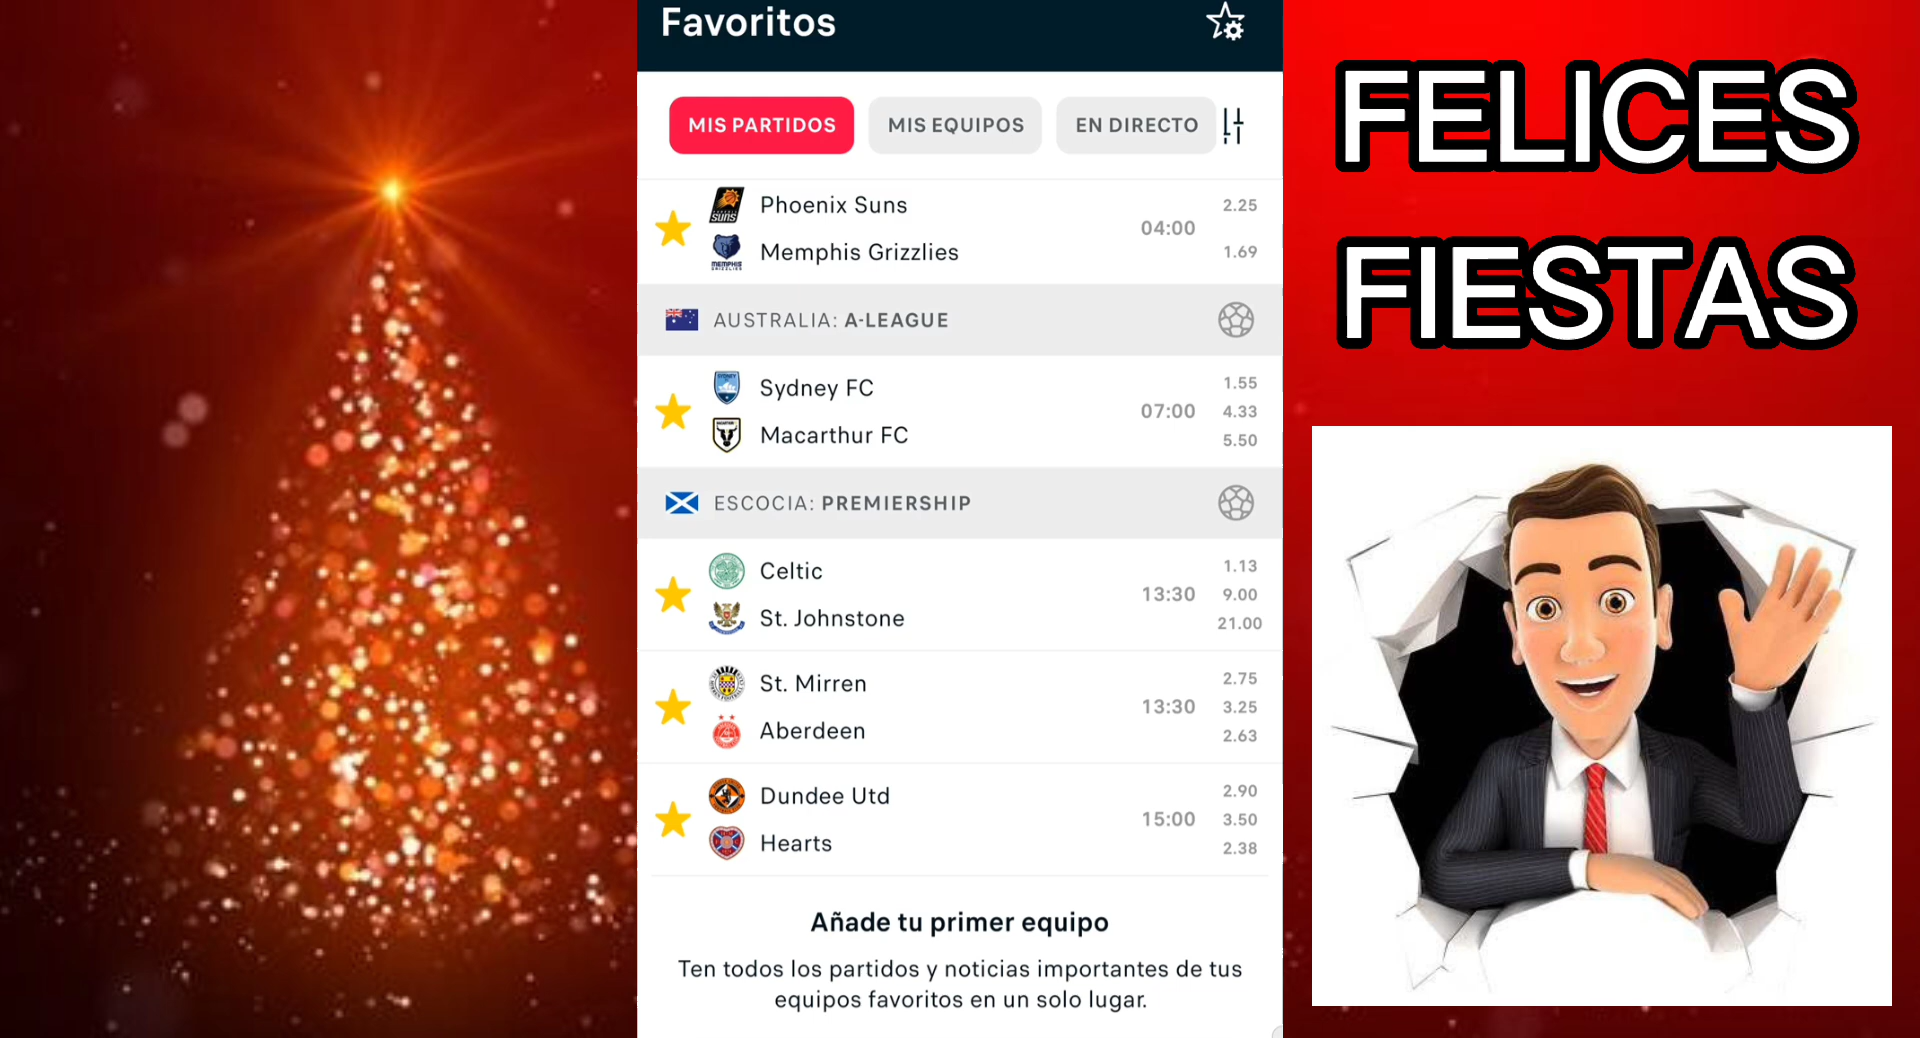 Favoritos
MIS PARTIDOS MIS EQUIPOS EN DIRECTO
Phoenix Suns 2.25
04:00
Memphis Grizzlies 1.69
AUSTRALIA: A-LEAGUE
Sydney FC 1.55
07:00 4.33
Macarthur FC 5.50
ESCOCIA: PREMIERSHIP
Celtic 1.13
13:30 9.00
St. Johnstone 21.00
St. Mirren 2.75
13:30 3.25
Aberdeen 2.63
Dundee Utd 2.90
15:00 3.50
Hearts 2.38
Añade tu primer equipo
Ten todos los partidos y noticias importantes de tus
equipos favoritos en un solo lugar.
FELICES
FIESTAS